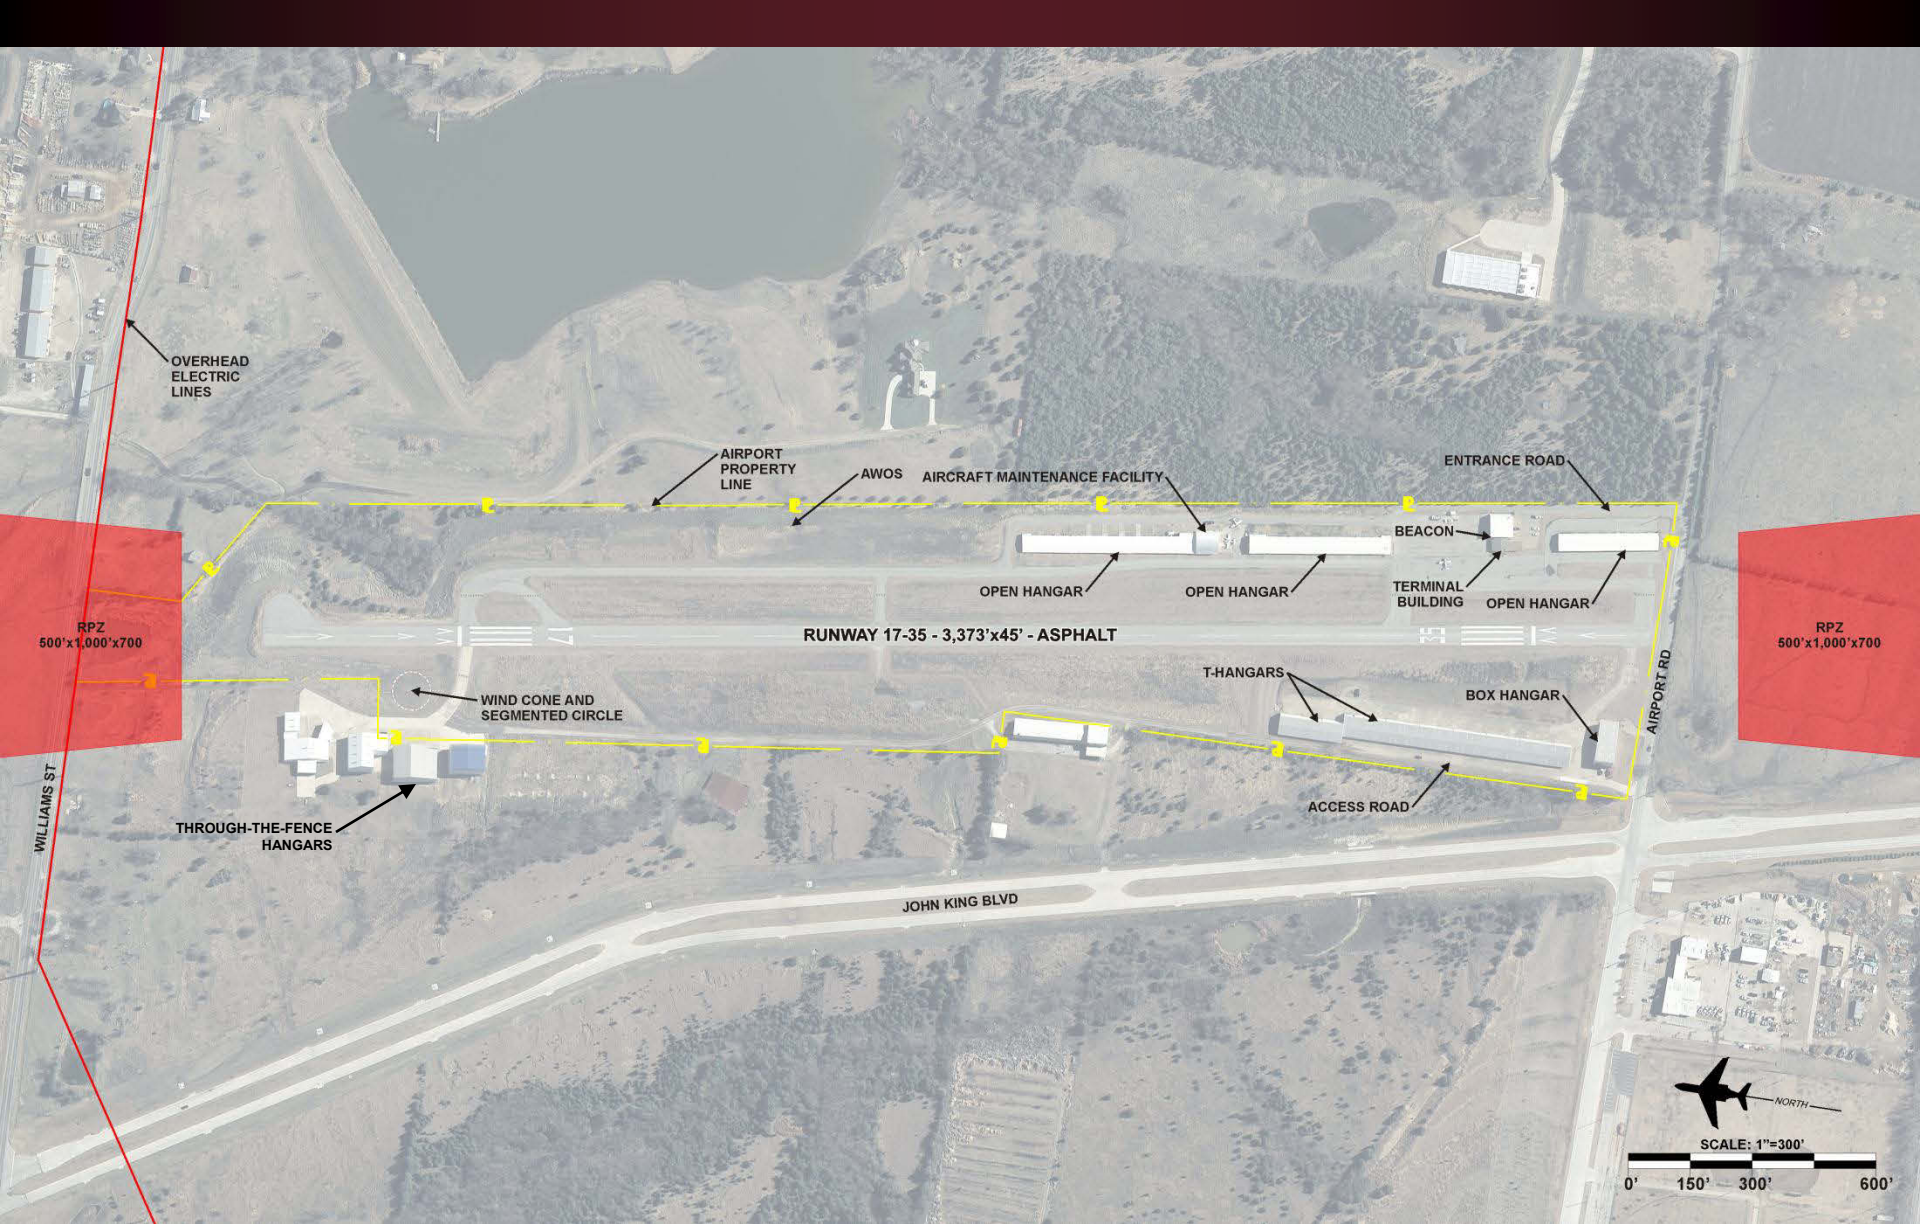 OVERHEAD
ELECTRIC
LINES
AIRPORT
PROPERTY
LINE
AWOS
AIRCRAFT MAINTENANCE FACILITY
ENTRANCE ROAD
BEACON
OPEN HANGAR
OPEN HANGAR
TERMINAL
BUILDING
OPEN HANGAR
RPZ
500'x1,000'x700
17
RUNWAY 17-35 - 3,373'x45' - ASPHALT
35
RPZ
500'x1,000'x700
T-HANGARS
BOX HANGAR
AIRPORT RD
WIND CONE AND
SEGMENTED CIRCLE
WILLIAMS ST
THROUGH-THE-FENCE
HANGARS
ACCESS ROAD
JOHN KING BLVD
NORTH
SCALE: 1"=300'
0' 150' 300' 600'